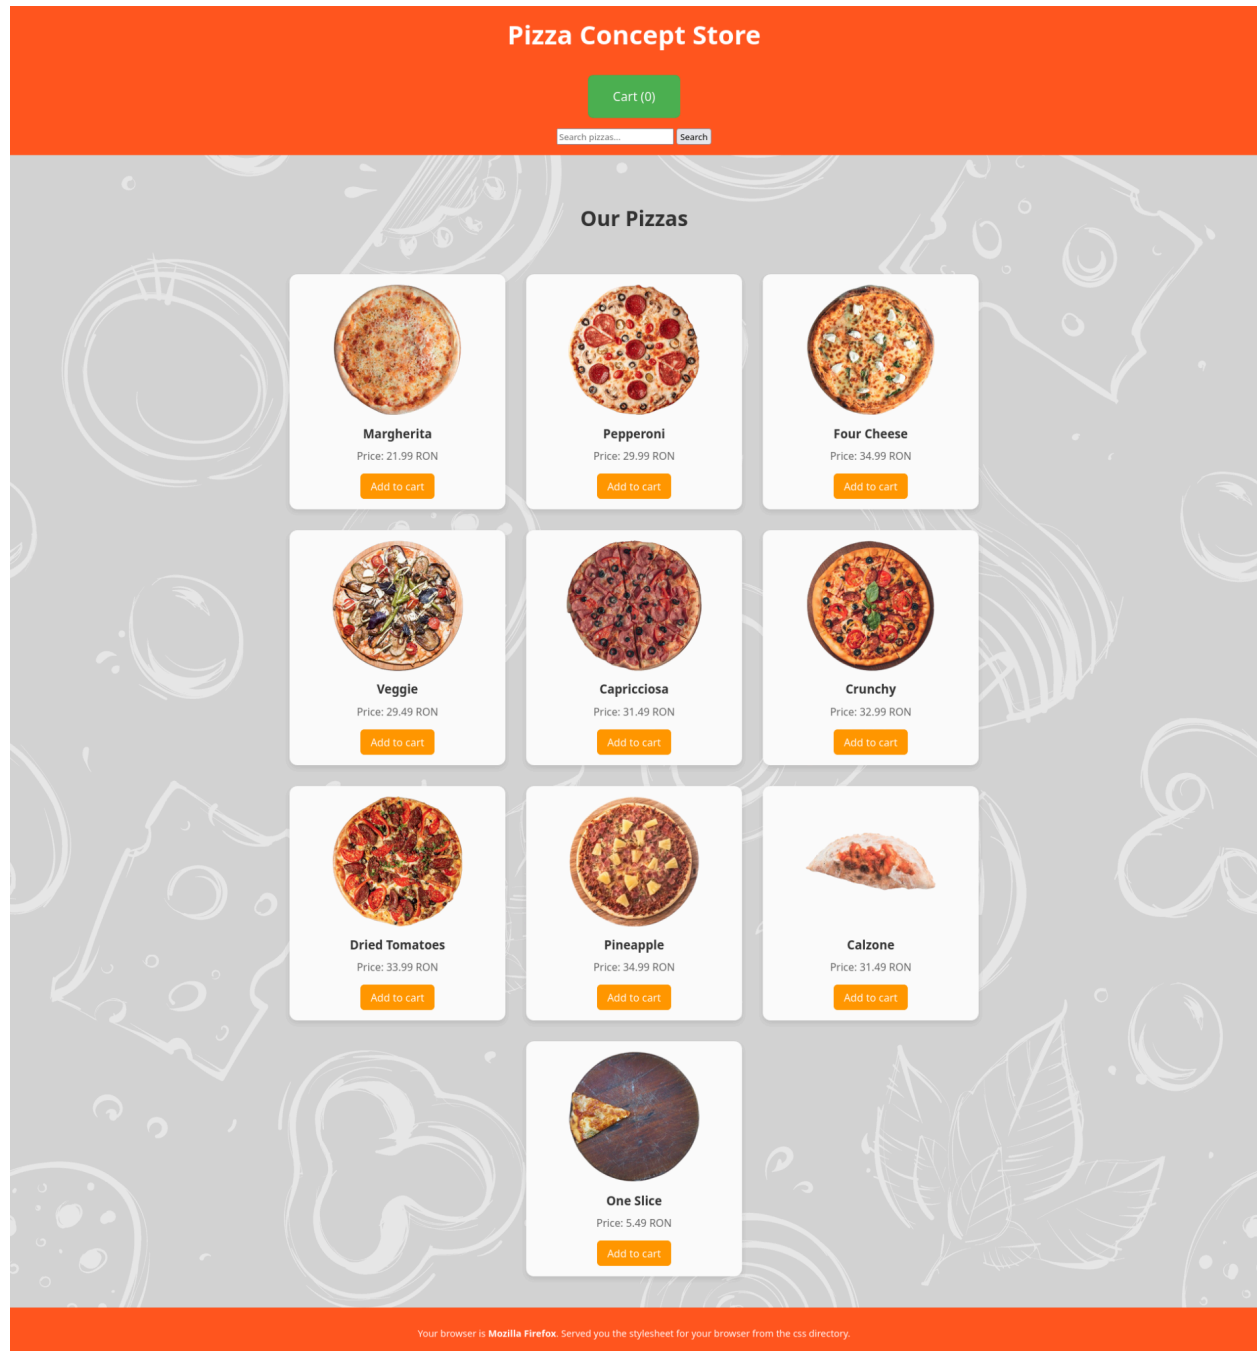 Pizza Concept Store
Cart (0)
Search pizzas... Search
Our Pizzas
Margherita
Price: 21.99 RON
Add to cart
Pepperoni
Price: 29.99 RON
Add to cart
Four Cheese
Price: 34.99 RON
Add to cart
Veggie
Price: 29.49 RON
Add to cart
Capricciosa
Price: 31.49 RON
Add to cart
Crunchy
Price: 32.99 RON
Add to cart
Dried Tomatoes
Price: 33.99 RON
Add to cart
Pineapple
Price: 34.99 RON
Add to cart
Calzone
Price: 31.49 RON
Add to cart
One Slice
Price: 5.49 RON
Add to cart
Your browser is Mozilla Firefox. Served you the stylesheet for your browser from the css directory.